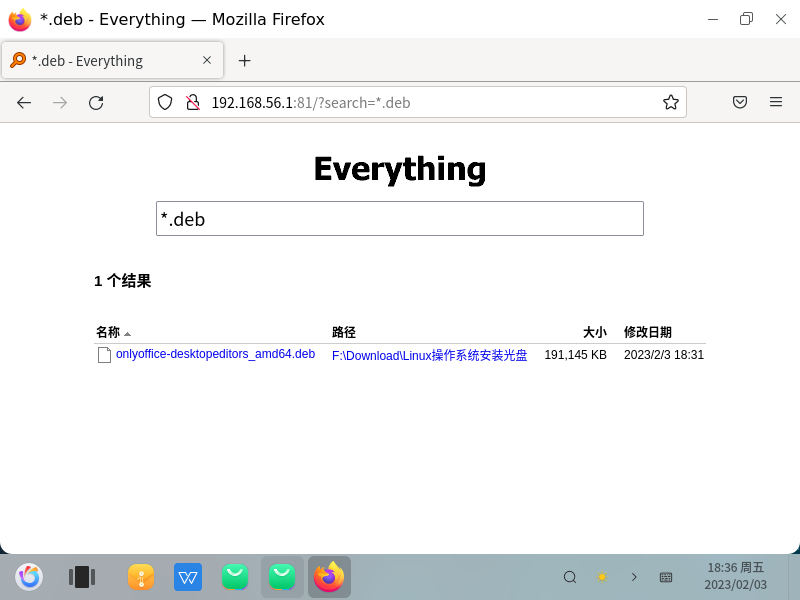 *.deb - Everything — Mozilla Firefox
*.deb - Everything
192.168.56.1:81/?search=*.deb
Everything
*.deb
1 个结果
名称 路径 大小 修改日期
onlyoffice-desktopeditors_amd64.deb F:\Download\Linux操作系统安装光盘 191,145 KB 2023/2/3 18:31
18:36 周五
2023/02/03